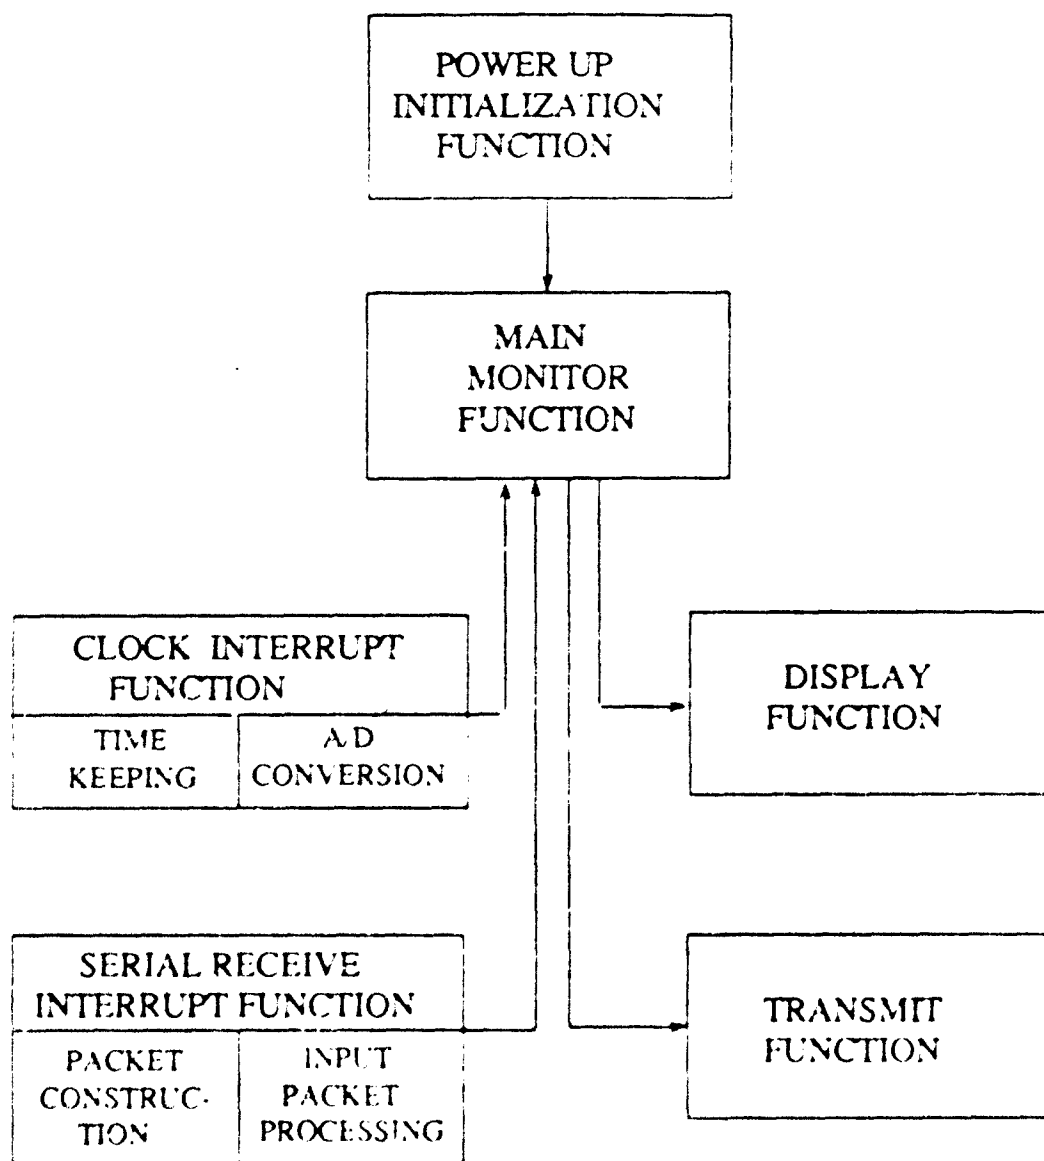 POWER UP
INITIALIZATION
FUNCTION
MAIN
MONITOR
FUNCTION
CLOCK INTERRUPT
FUNCTION
TIME
KEEPING
A/D
CONVERSION
DISPLAY
FUNCTION
SERIAL RECEIVE
INTERRUPT FUNCTION
PACKET
CONSTRUC-
TION
INPUT
PACKET
PROCESSING
TRANSMIT
FUNCTION